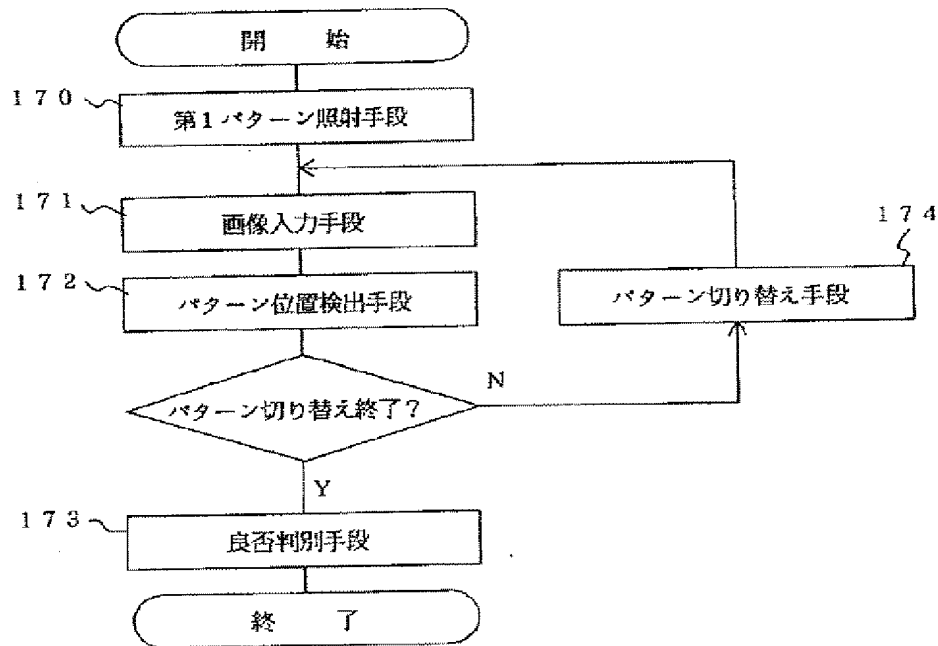 開 始
170
第1パターン照射手段
171
画像入力手段
174
172
パターン位置検出手段
パターン切り替え手段
N
パターン切り替え終了？
Y
173
良否判別手段
終 了